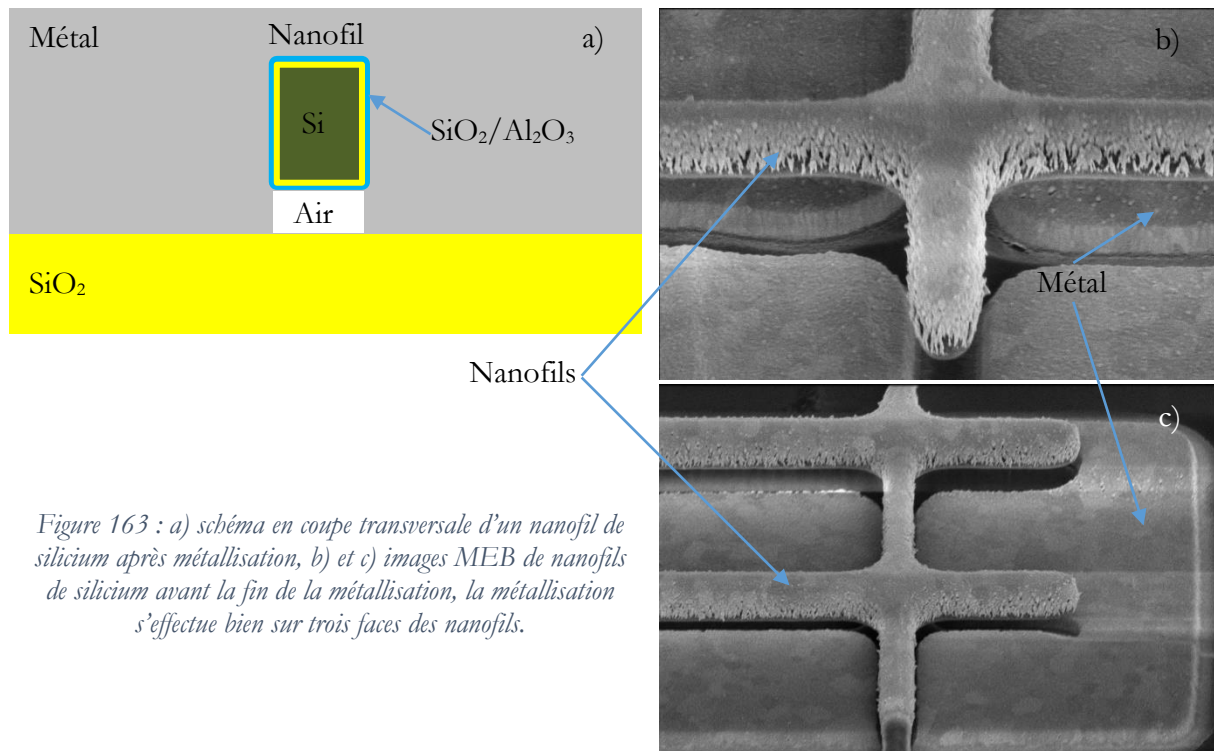 Métal
Nanofil
a)
Si
SiO₂/Al₂O₃
Air
SiO₂
b)
Métal
Nanofils
c)
Figure 163 : a) schéma en coupe transversale d'un nanofil de
silicium après métallisation, b) et c) images MEB de nanofils
de silicium avant la fin de la métallisation, la métallisation
s'effectue bien sur trois faces des nanofils.